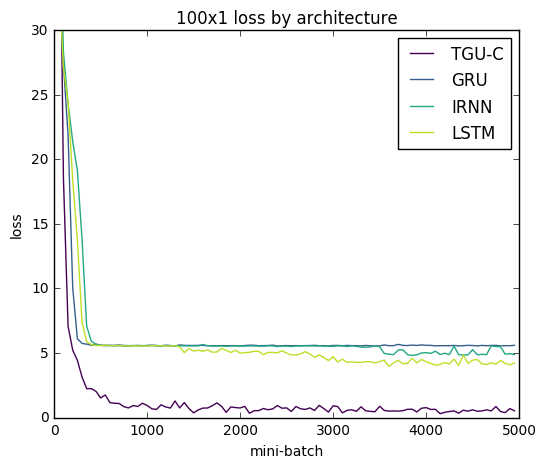 100x1 loss by architecture
TGU-C
GRU
IRNN
LSTM
30
25
20
15
10
5
0
loss
0 1000 2000 3000 4000 5000
mini-batch